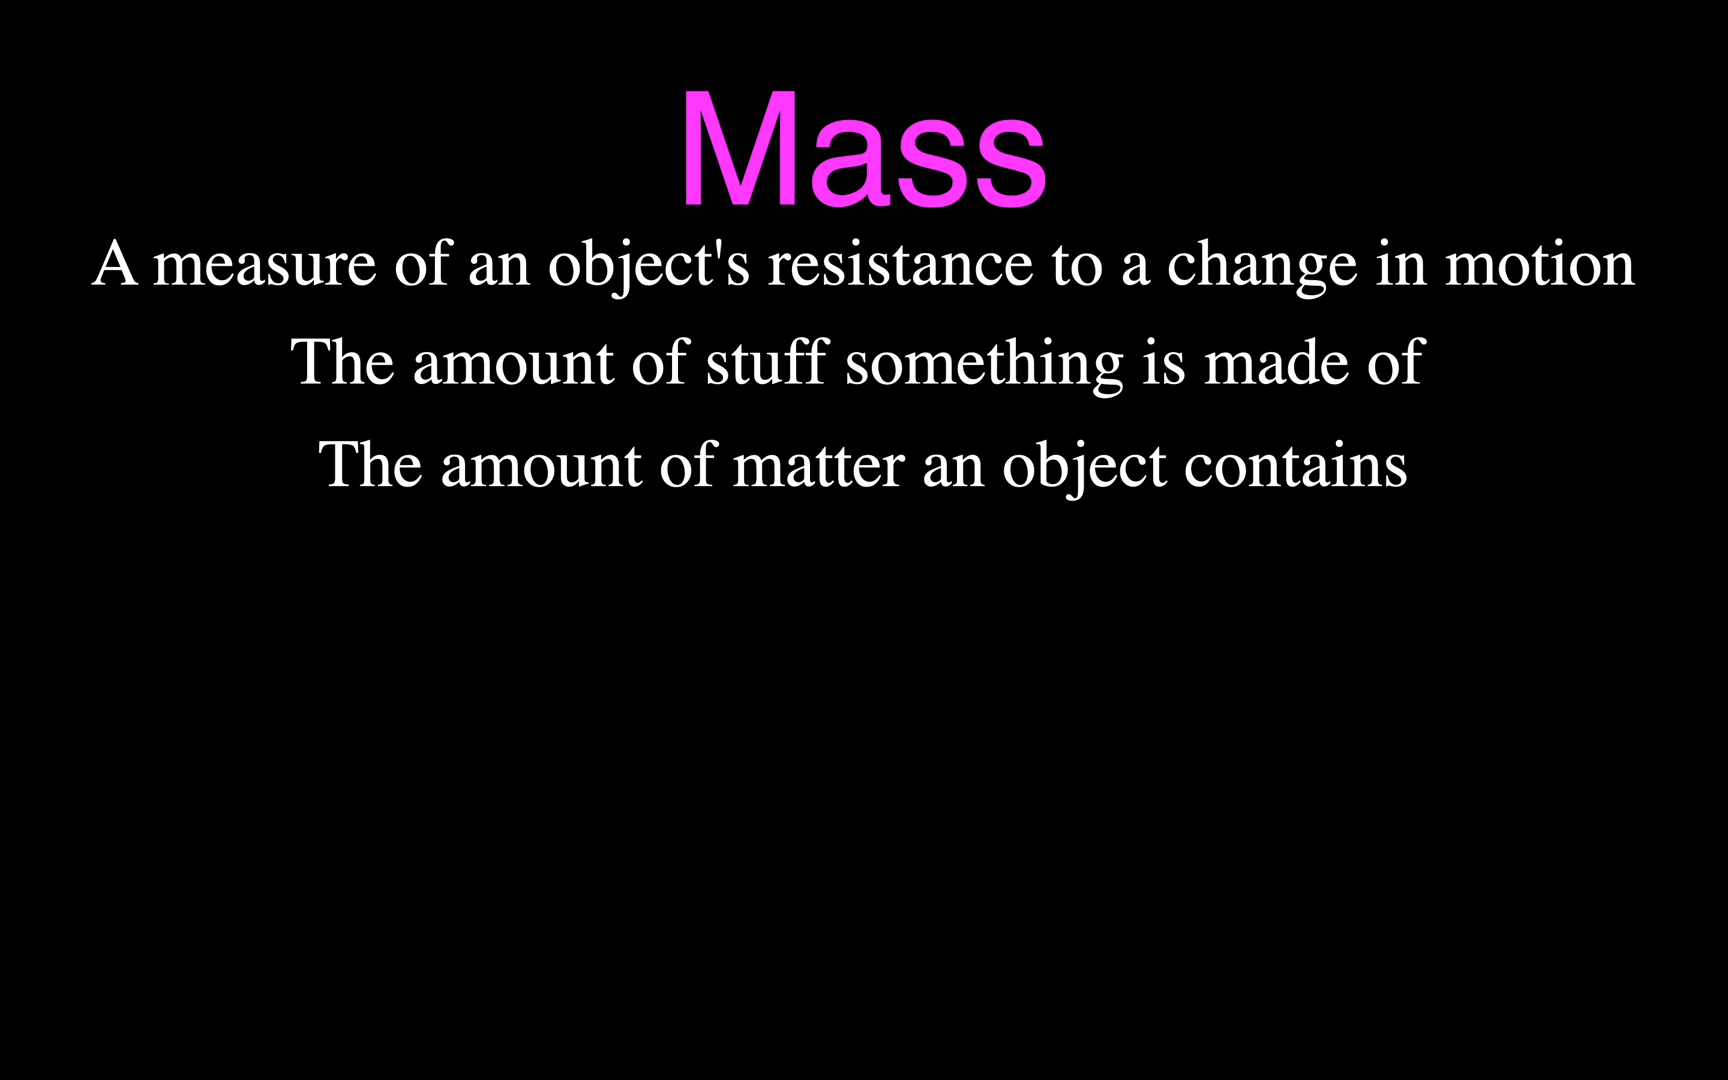 Mass
A measure of an object's resistance to a change in motion
The amount of stuff something is made of
The amount of matter an object contains